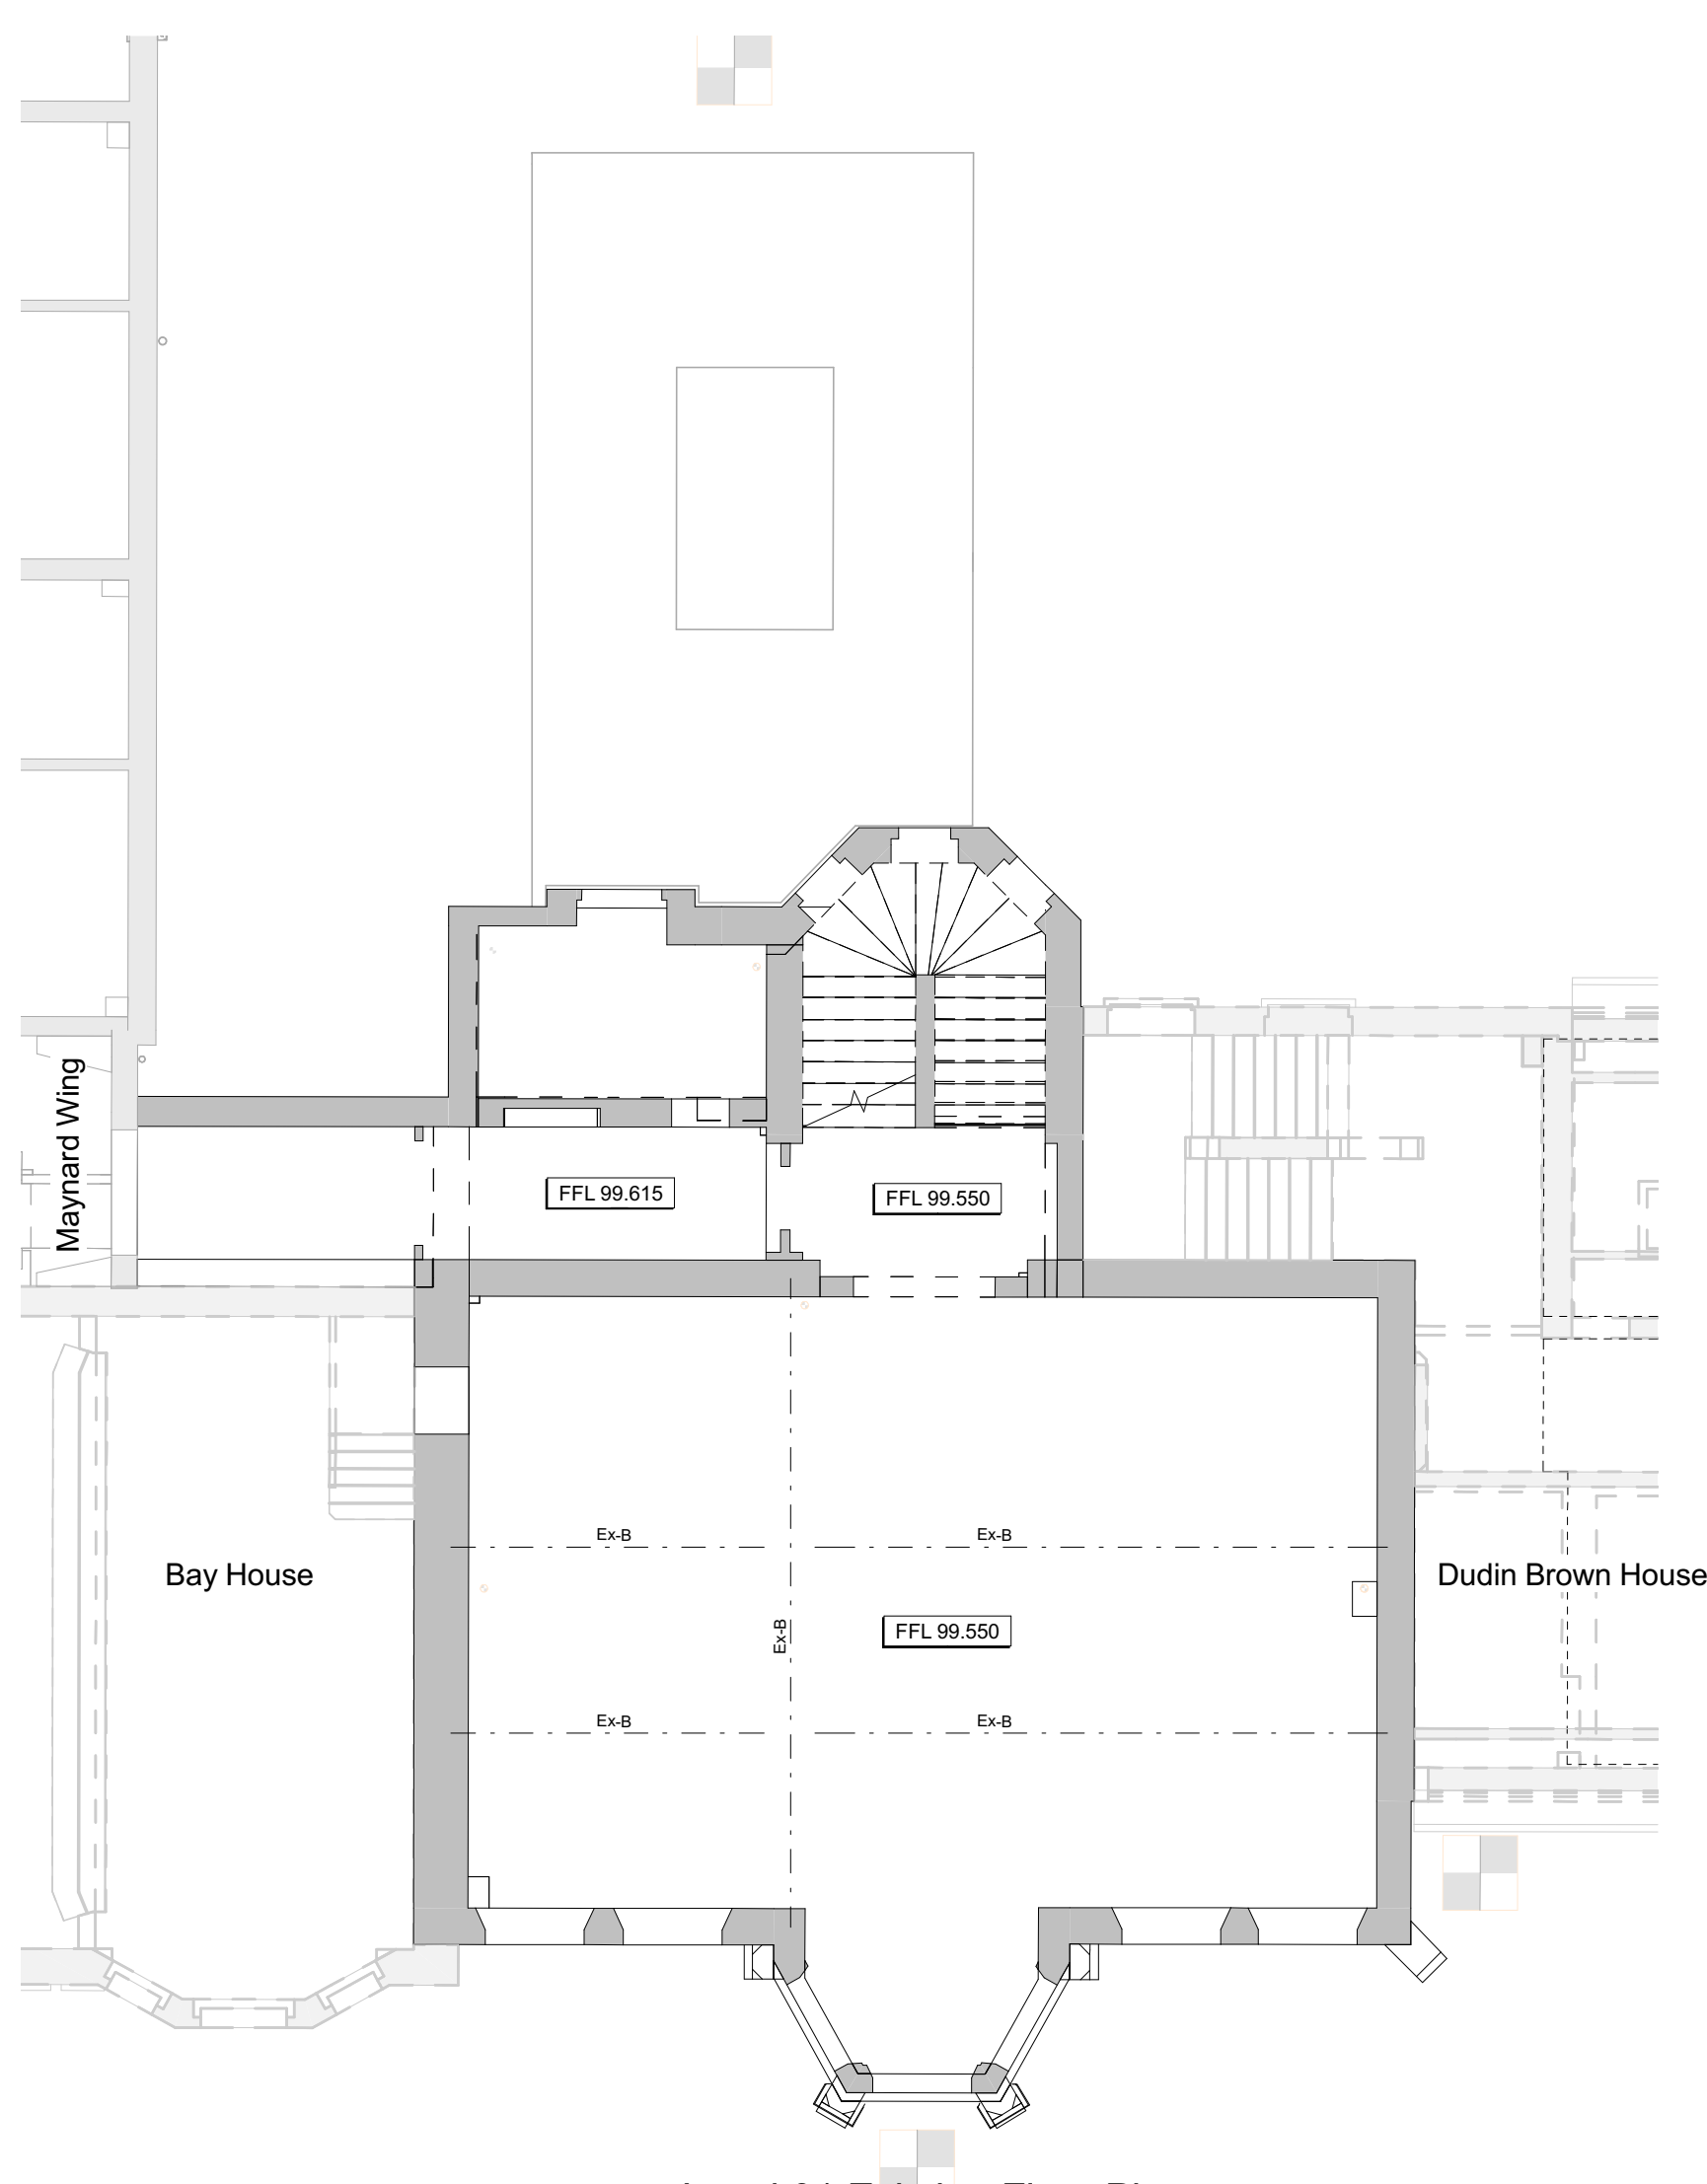 Maynard Wing
FFL 99.615
FFL 99.550
Ex-B
Ex-B
Bay House
Dudin Brown House
Ex-B
FFL 99.550
Ex-B
Ex-B